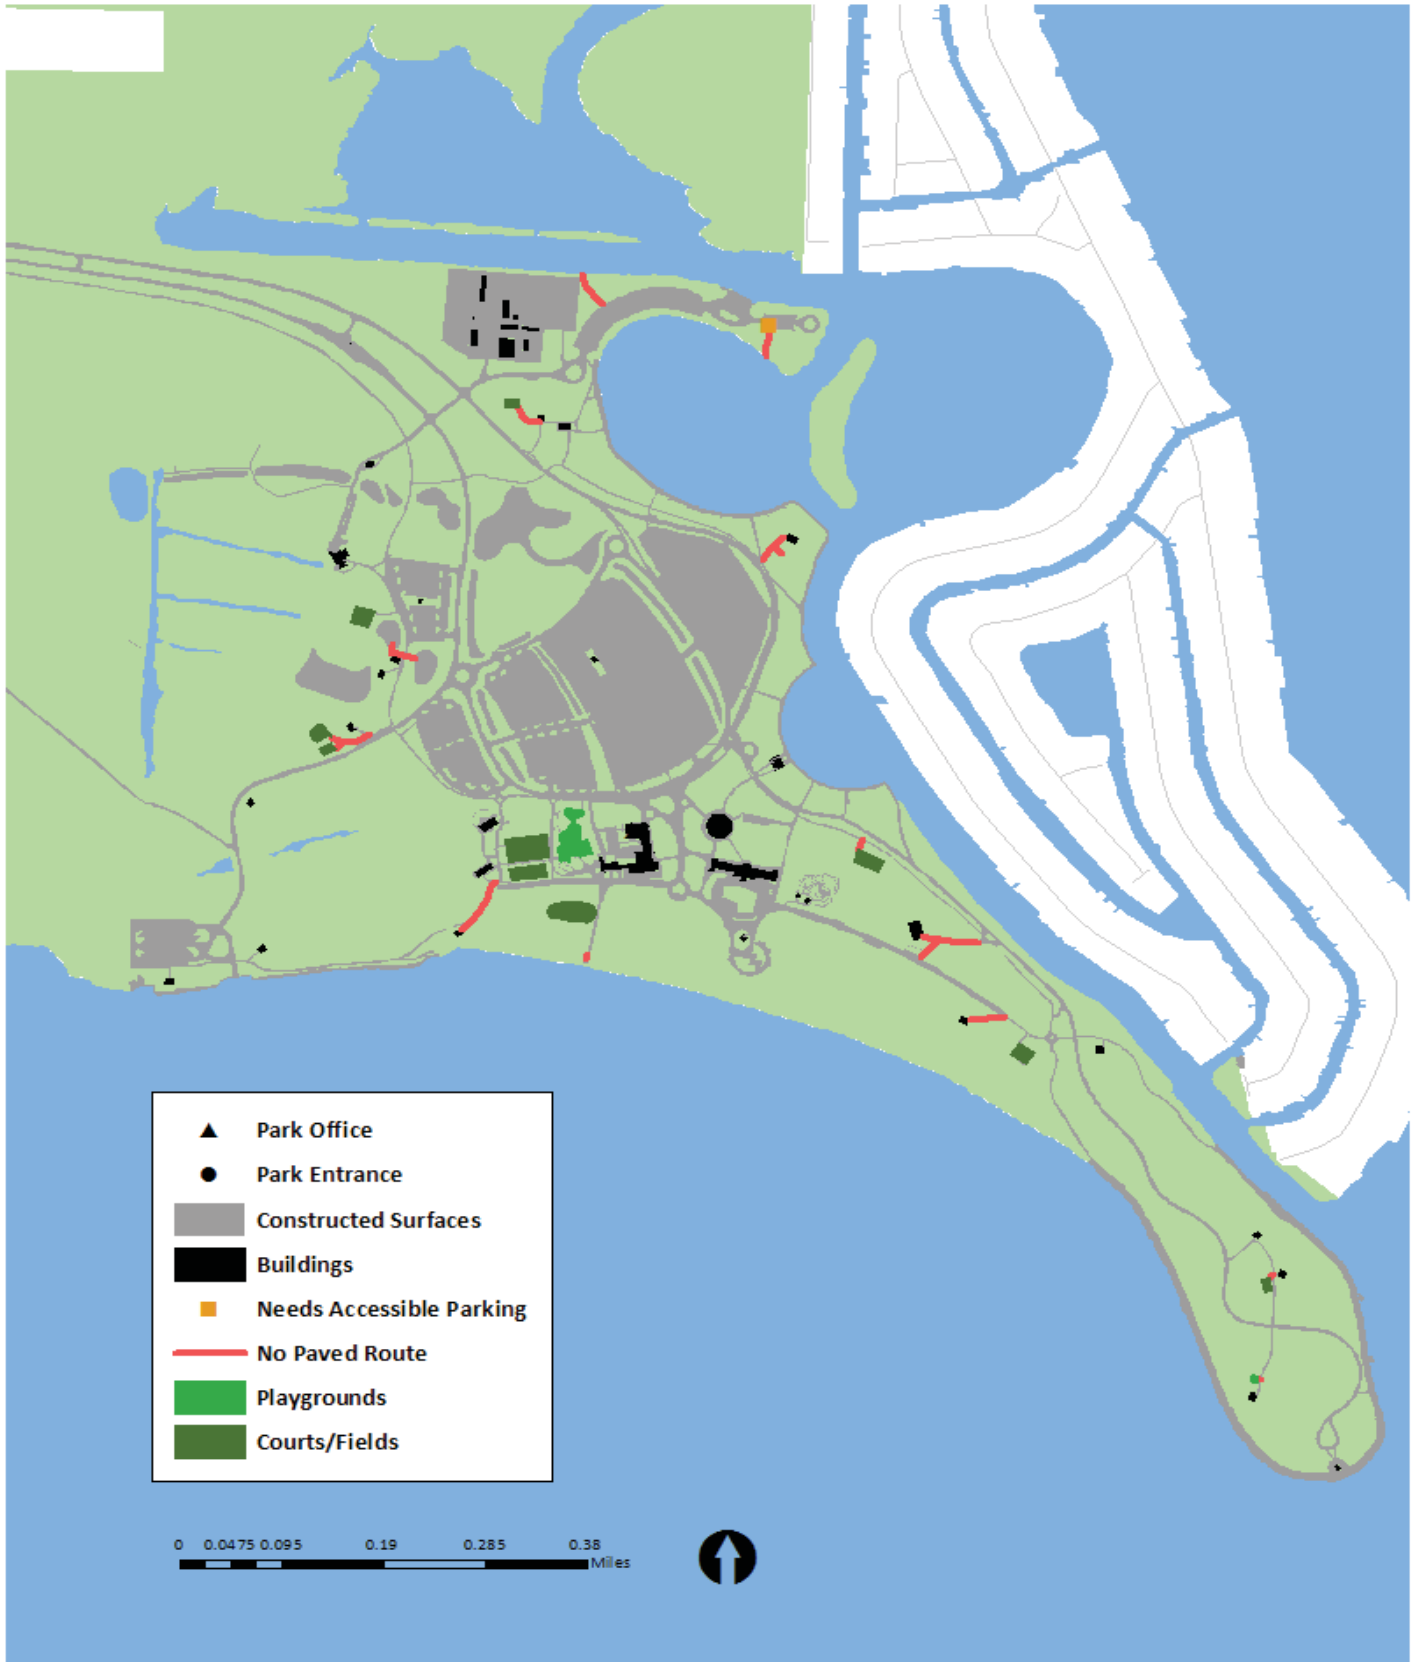 Park Office
Park Entrance
Constructed Surfaces
Buildings
Needs Accessible Parking
No Paved Route
Playgrounds
Courts/Fields
0 0.0475 0.095 0.19 0.285 0.38
Miles